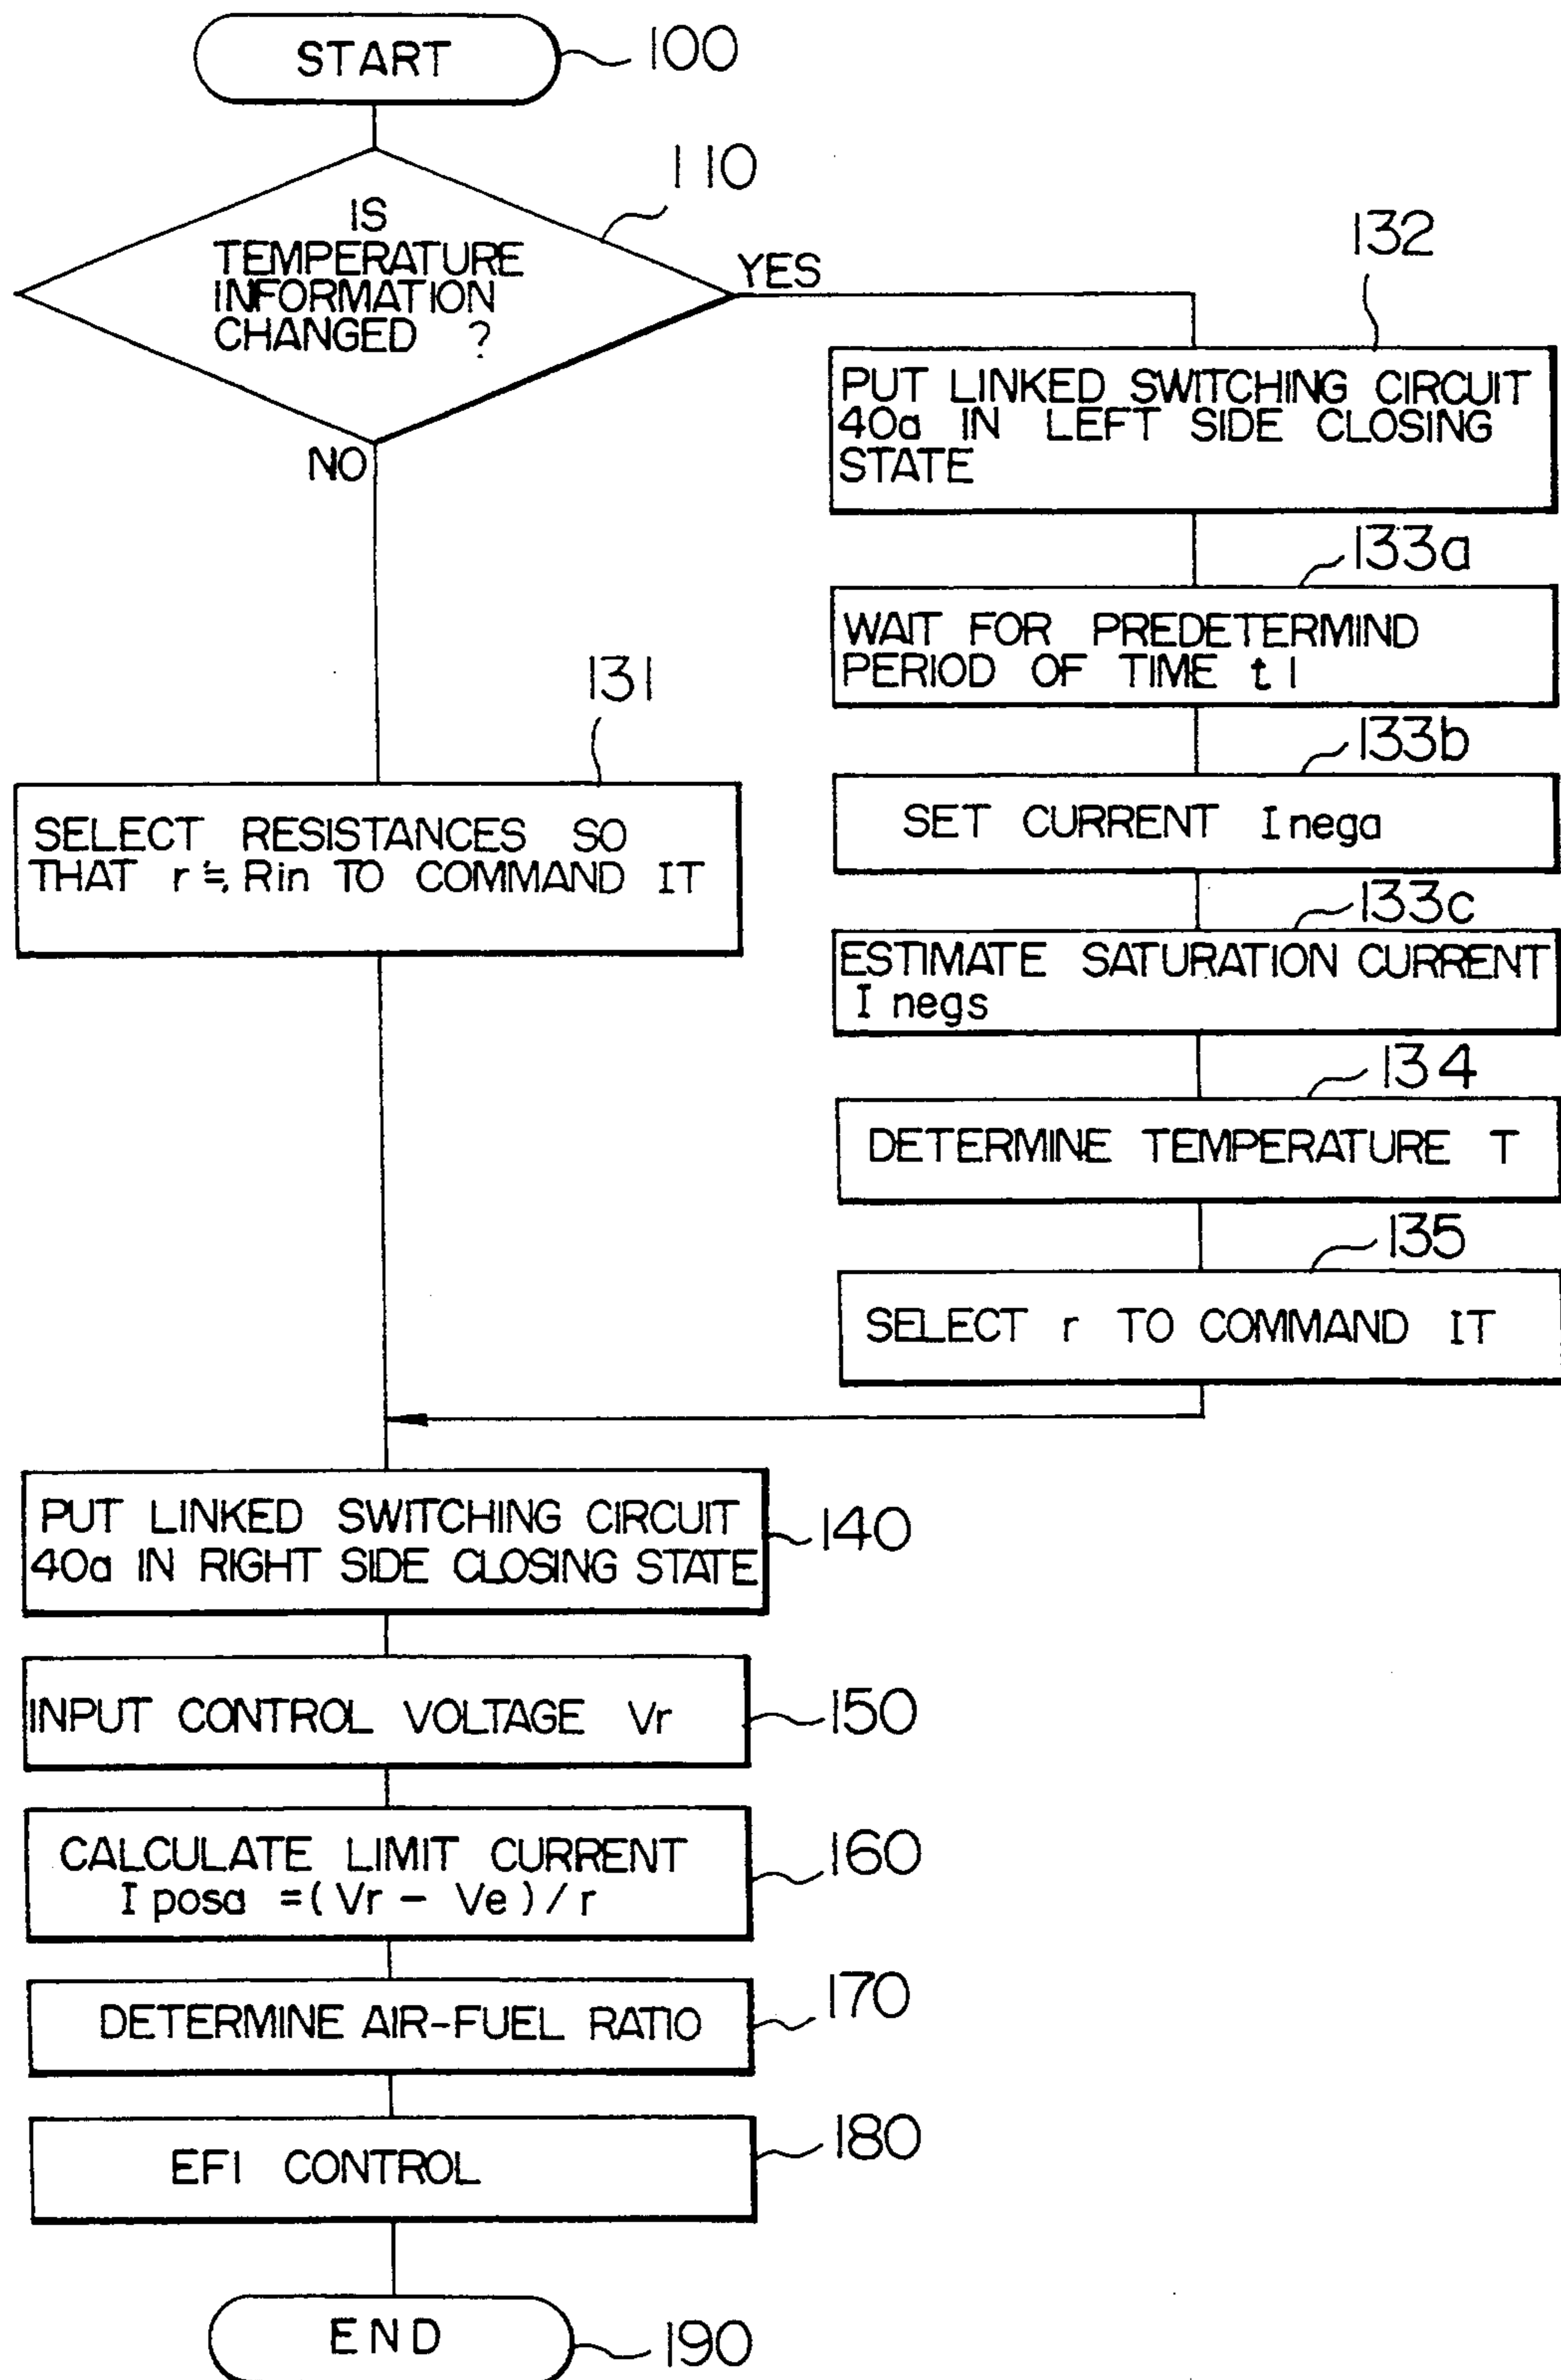 START
100
110
IS
TEMPERATURE
INFORMATION
CHANGED ?
YES
NO
132
PUT LINKED SWITCHING CIRCUIT
40a IN LEFT SIDE CLOSING
STATE
133a
WAIT FOR PREDETERMIND
PERIOD OF TIME t1
133b
SET CURRENT Inega
133c
ESTIMATE SATURATION CURRENT
I negs
134
DETERMINE TEMPERATURE T
135
SELECT r TO COMMAND IT
131
SELECT RESISTANCES SO
THAT r ≒ Rin TO COMMAND IT
PUT LINKED SWITCHING CIRCUIT
40a IN RIGHT SIDE CLOSING STATE
140
INPUT CONTROL VOLTAGE Vr
150
CALCULATE LIMIT CURRENT
I posa =(Vr - Ve)/r
160
DETERMINE AIR-FUEL RATIO
170
EFI CONTROL
180
END
190